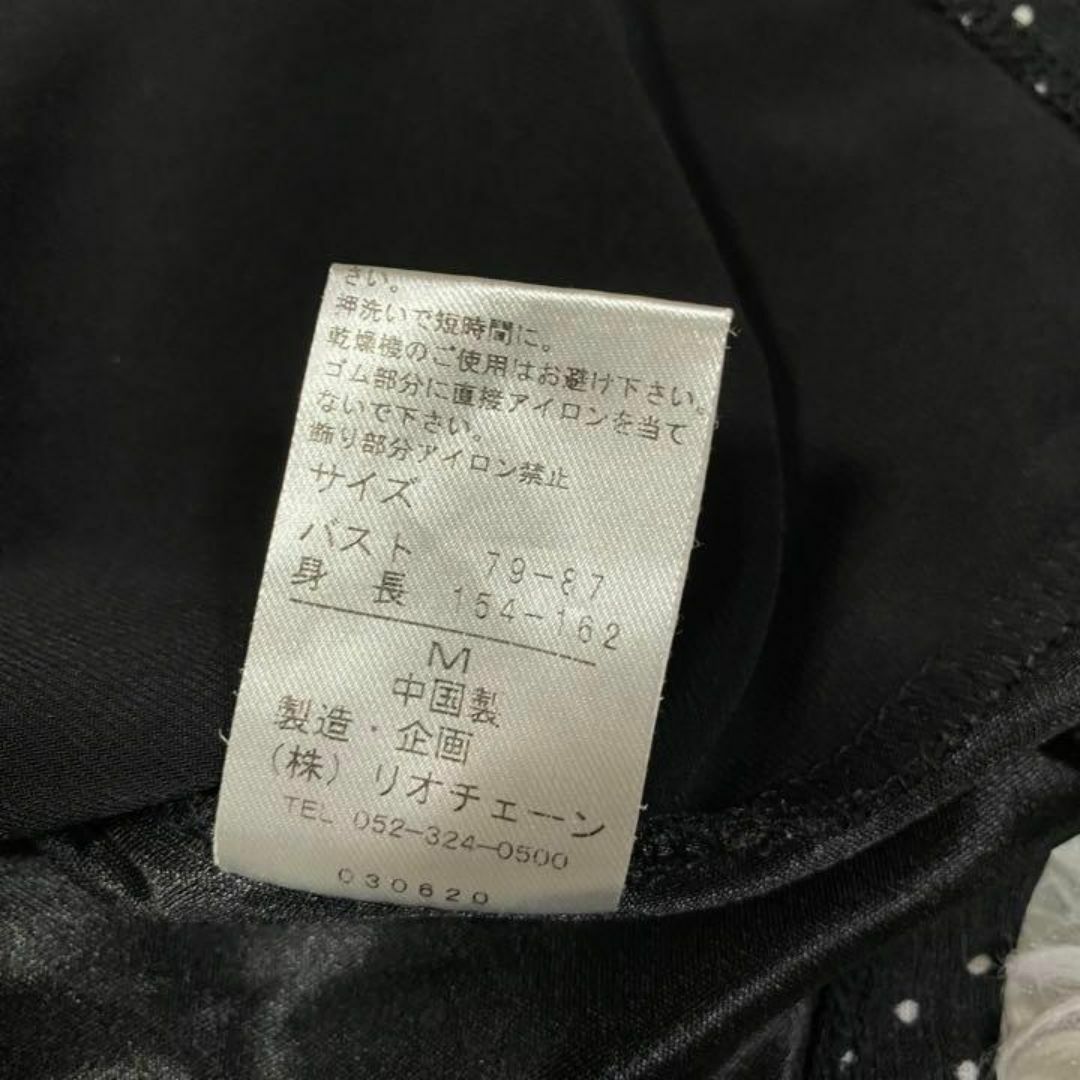 さい。
押洗いで短時間に。
乾燥機のご使用はお避け下さい。
ゴム部分に直接アイロンを当て
ないで下さい。
飾り部分アイロン禁止
サイズ
バスト 79-87
身 長 154-162
M
中国製
製造・企画
(株) リオチェーン
TEL 052-324-0500
030620